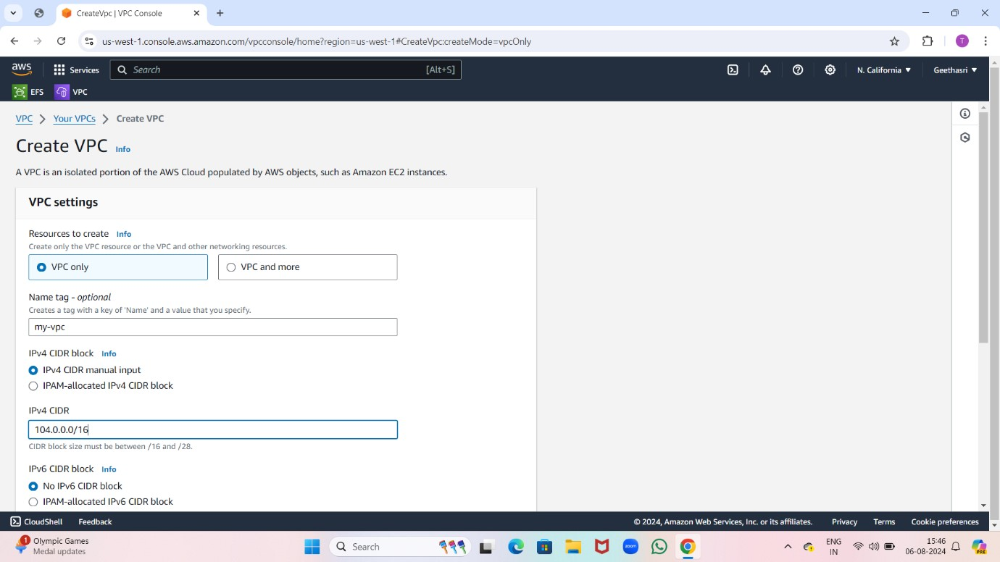 CreateVpc | VPC Console
us-west-1.console.aws.amazon.com/vpcconsole/home?region=us-west-1#CreateVpc:createMode=vpcOnly
T
aws
Services
Search
[Alt+S]
N. California
Geethasri
EFS
VPC
VPC
Your VPCs
Create VPC
Create VPC
Info
A VPC is an isolated portion of the AWS Cloud populated by AWS objects, such as Amazon EC2 instances.
VPC settings
Resources to create Info
Create only the VPC resource or the VPC and other networking resources.
VPC only
VPC and more
Name tag - optional
Creates a tag with a key of 'Name' and a value that you specify.
my-vpc
IPv4 CIDR block Info
IPv4 CIDR manual input
IPAM-allocated IPv4 CIDR block
IPv4 CIDR
104.0.0.0/16
CIDR block size must be between /16 and /28.
IPv6 CIDR block Info
No IPv6 CIDR block
IPAM-allocated IPv6 CIDR block
CloudShell
Feedback
© 2024, Amazon Web Services, Inc. or its affiliates.
Privacy
Terms
Cookie preferences
1
Olympic Games
Medal updates
Search
zoom
ENG
IN
15:46
06-08-2024
PRE